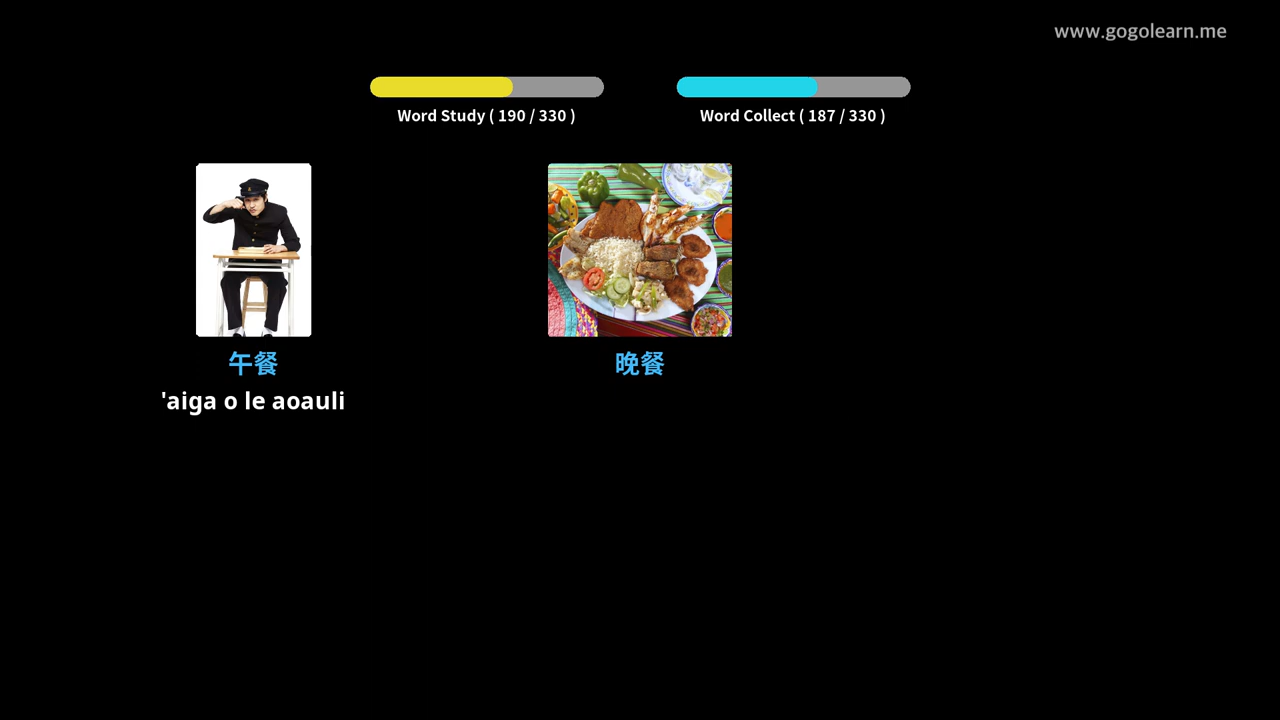 www.gogolearn.me
Word Study ( 190 / 330 )
Word Collect ( 187 / 330 )
午餐
晚餐
'aiga o le aoauli